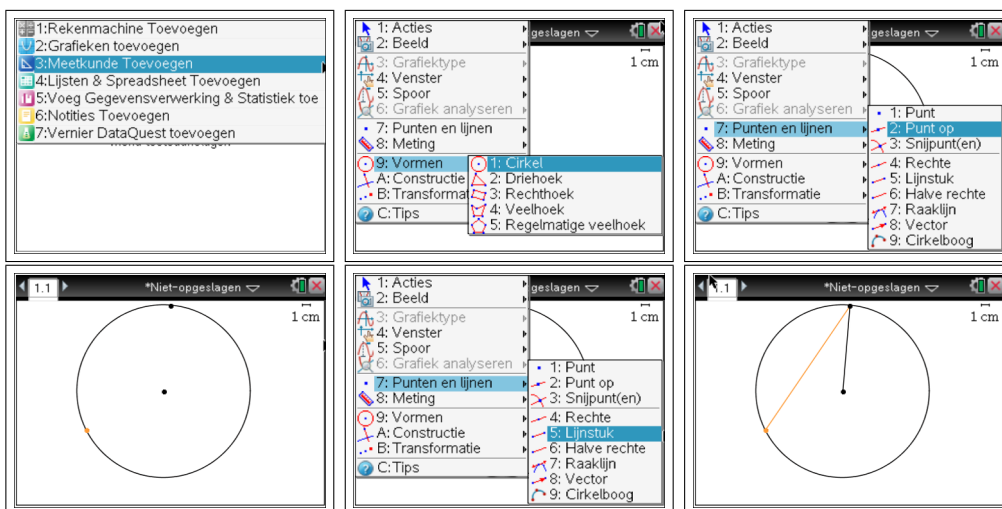 1:Rekenmachine Toevoegen
2:Grafieken toevoegen
3:Meetkunde Toevoegen
4:Lijsten & Spreadsheet Toevoegen
5:Voeg Gegevensverwerking & Statistiek toe
6:Notities Toevoegen
7:Vernier DataQuest toevoegen
1: Acties
2: Beeld
3: Grafiektype
4: Venster
5: Spoor
6: Grafiek analyseren
7: Punten en lijnen
8: Meting
9: Vormen
A: Constructie
B: Transforma
C:Tips
geslagen
1 cm
1: Cirkel
2: Driehoek
3: Rechthoek
4: Veelhoek
5: Regelmatige veelhoek
1: Acties
2: Beeld
3: Grafiektype
4: Venster
5: Spoor
6: Grafiek analyseren
7: Punten en lijnen
8: Meting
9: Vormen
A: Constructie
B: Transformatie
C:Tips
geslagen
1 cm
1: Punt
2: Punt op
3: Snijpunt(en)
4: Rechte
5: Lijnstuk
6: Halve rechte
7: Raaklijn
8: Vector
9: Cirkelboog
1.1
*Niet-opgeslagen
1 cm
1: Acties
2: Beeld
3: Grafiektype
4: Venster
5: Spoor
6: Grafiek analyseren
7: Punten en lijnen
8: Meting
9: Vormen
A: Constructie
B: Transformatie
C:Tips
geslagen
1 cm
1: Punt
2: Punt op
3: Snijpunt(en)
4: Rechte
5: Lijnstuk
6: Halve rechte
7: Raaklijn
8: Vector
9: Cirkelboog
*Niet-opgeslagen
1 cm